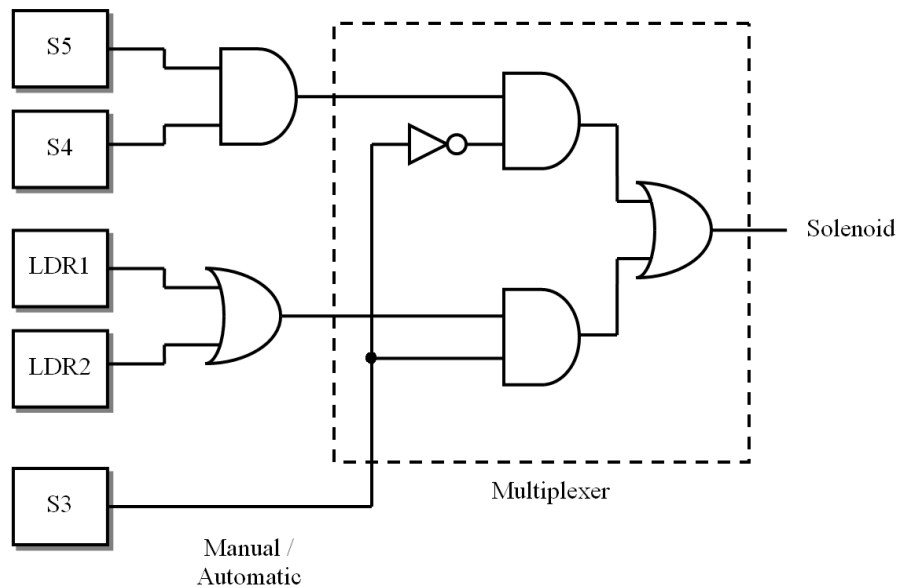 S5
S4
LDR1
LDR2
S3
Solenoid
Multiplexer
Manual /
Automatic